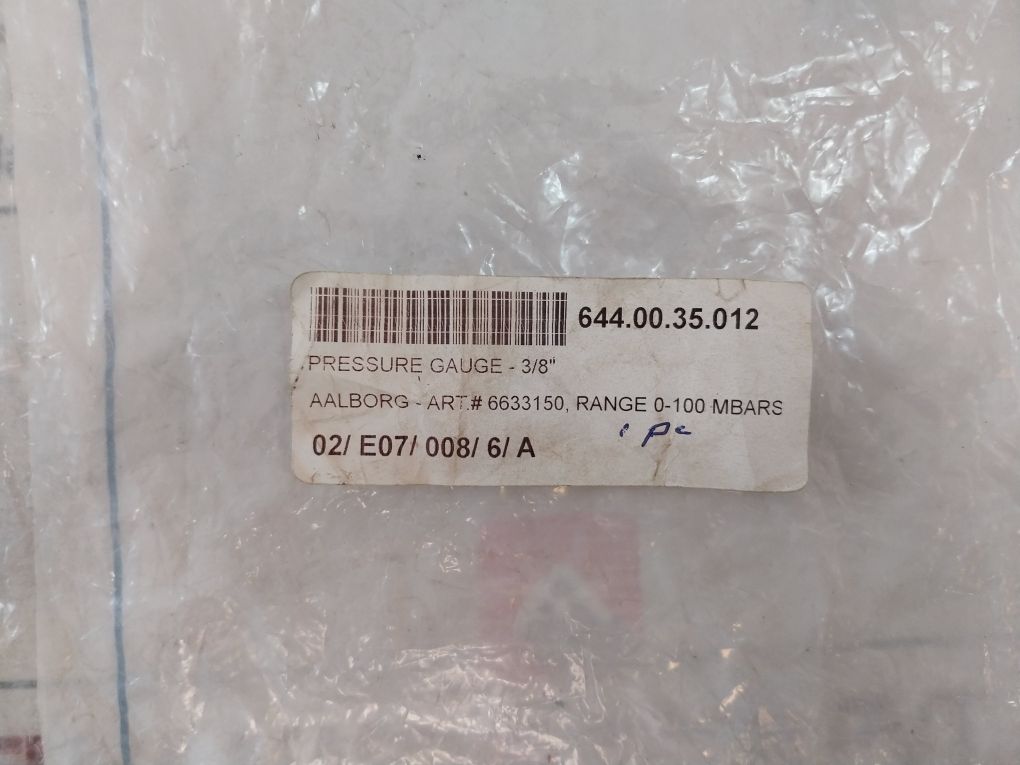 644.00.35.012
PRESSURE GAUGE - 3/8"
AALBORG - ART.# 6633150, RANGE 0-100 MBARS
1 pc
02/ E07/ 008/ 6/ A